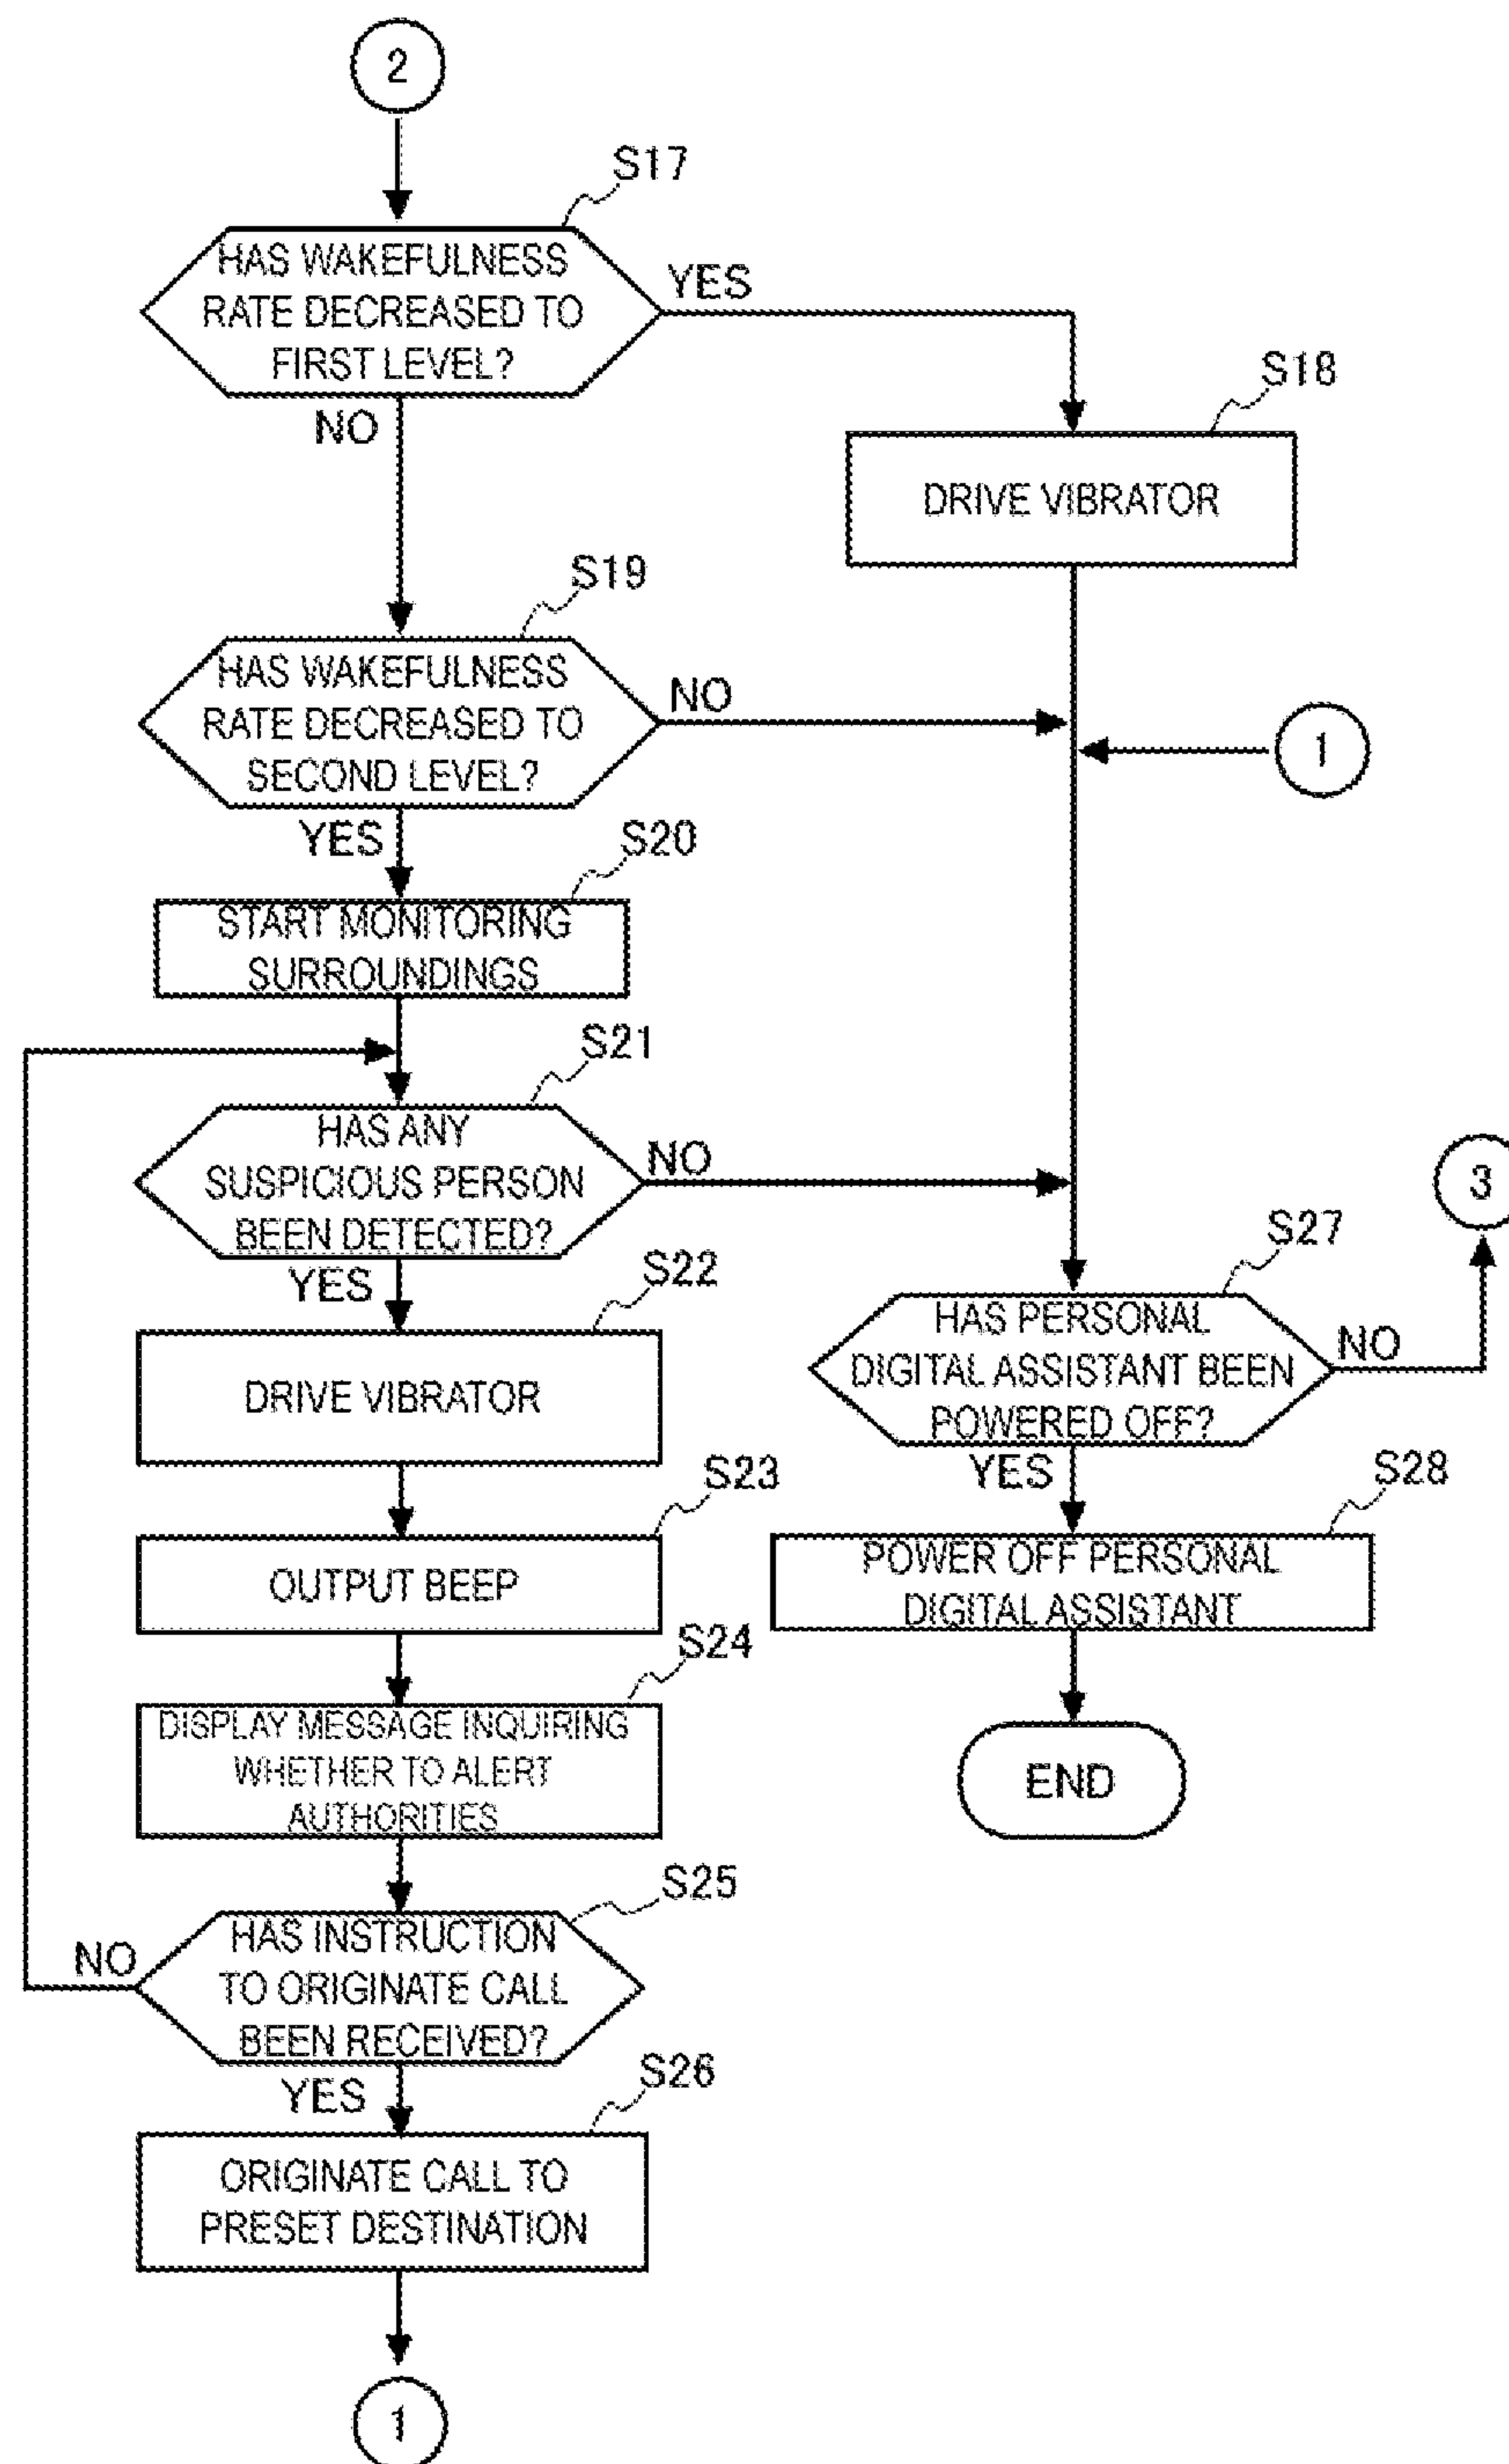 2
S17
HAS WAKEFULNESS
RATE DECREASED TO
FIRST LEVEL?
YES
NO
S18
DRIVE VIBRATOR
S19
HAS WAKEFULNESS
RATE DECREASED TO
SECOND LEVEL?
NO
1
YES
S20
START MONITORING
SURROUNDINGS
S21
HAS ANY
SUSPICIOUS PERSON
BEEN DETECTED?
NO
3
YES
S22
DRIVE VIBRATOR
S27
HAS PERSONAL
DIGITAL ASSISTANT BEEN
POWERED OFF?
NO
YES
S23
OUTPUT BEEP
S28
POWER OFF PERSONAL
DIGITAL ASSISTANT
S24
DISPLAY MESSAGE INQUIRING
WHETHER TO ALERT
AUTHORITIES
END
S25
HAS INSTRUCTION
TO ORIGINATE CALL
BEEN RECEIVED?
NO
YES
S26
ORIGINATE CALL TO
PRESET DESTINATION
1